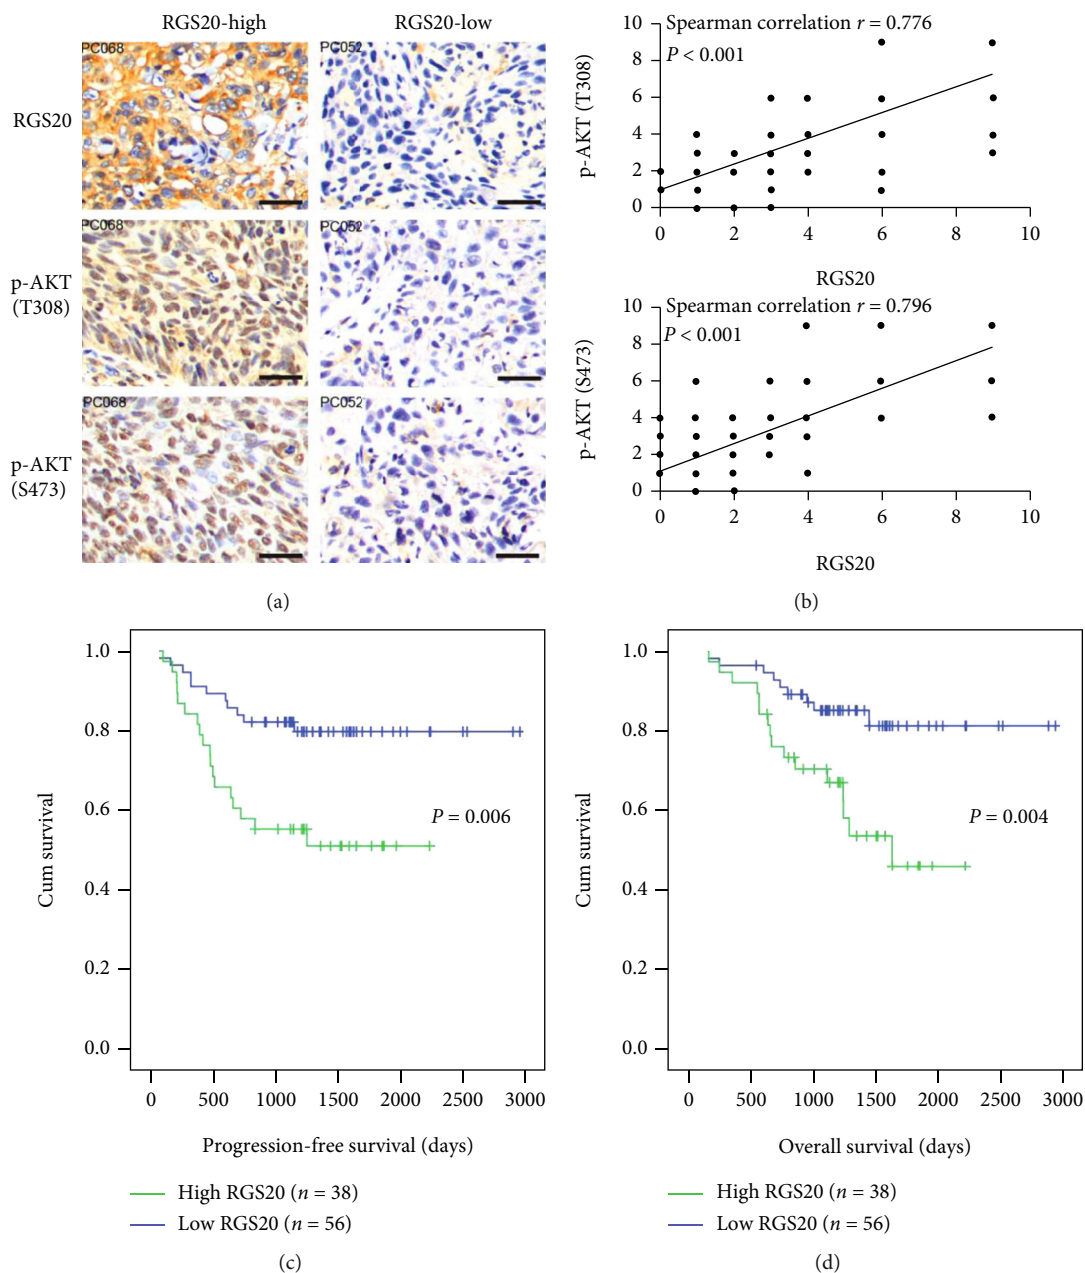 RGS20-high RGS20-low
RGS20
PC068 PC052
p-AKT
(T308)
PC068 PC052
p-AKT
(S473)
PC068 PC052
(a)
Spearman correlation r = 0.776
P < 0.001
p-AKT (T308)
10
8
6
4
2
0
0 2 4 6 8 10
RGS20
Spearman correlation r = 0.796
P < 0.001
p-AKT (S473)
10
8
6
4
2
0
0 2 4 6 8 10
RGS20
(b)
Cum survival
1.0
0.8
0.6
0.4
0.2
0.0
P = 0.006
0 500 1000 1500 2000 2500 3000
Progression-free survival (days)
High RGS20 (n = 38)
Low RGS20 (n = 56)
(c)
Cum survival
1.0
0.8
0.6
0.4
0.2
0.0
P = 0.004
0 500 1000 1500 2000 2500 3000
Overall survival (days)
High RGS20 (n = 38)
Low RGS20 (n = 56)
(d)